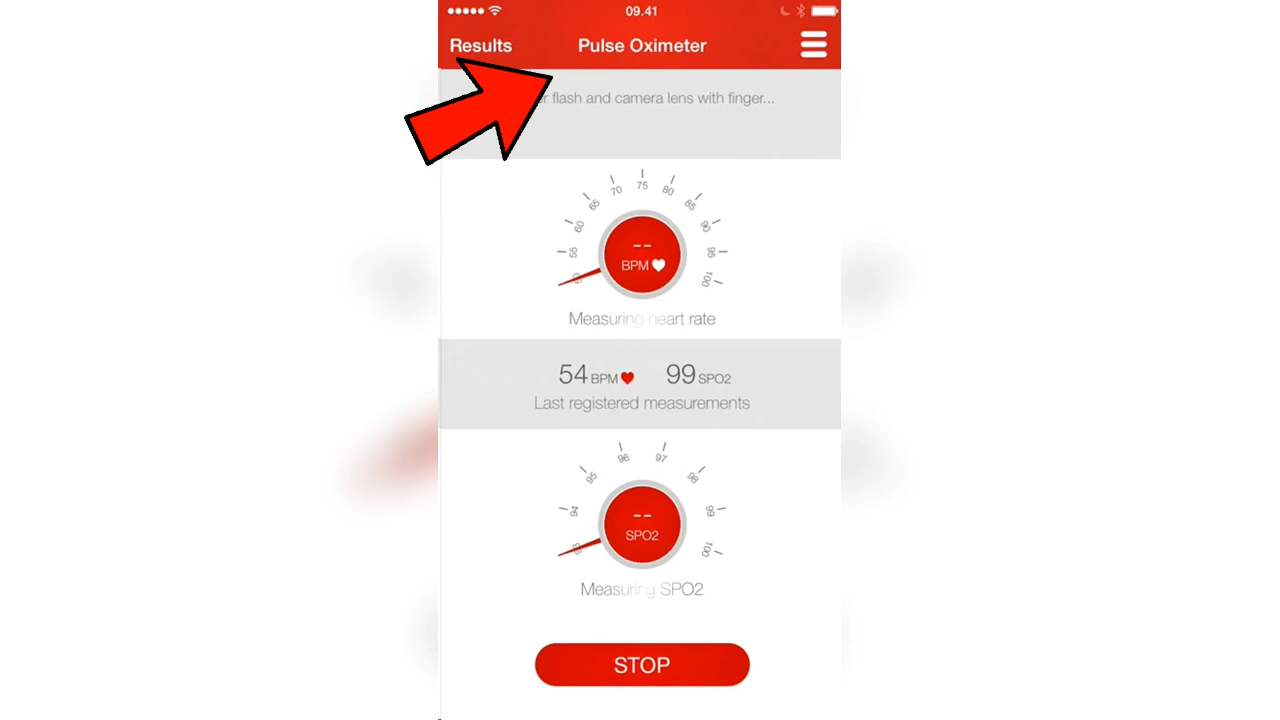 09.41
Results
Pulse Oximeter
flash and camera lens with finger...
55
60
65
70
75
80
85
90
95
100
--
BPM
Measuring heart rate
54 BPM 99 SPO2
Last registered measurements
94
95
96
97
98
99
100
--
SPO2
Measuring SPO2
STOP